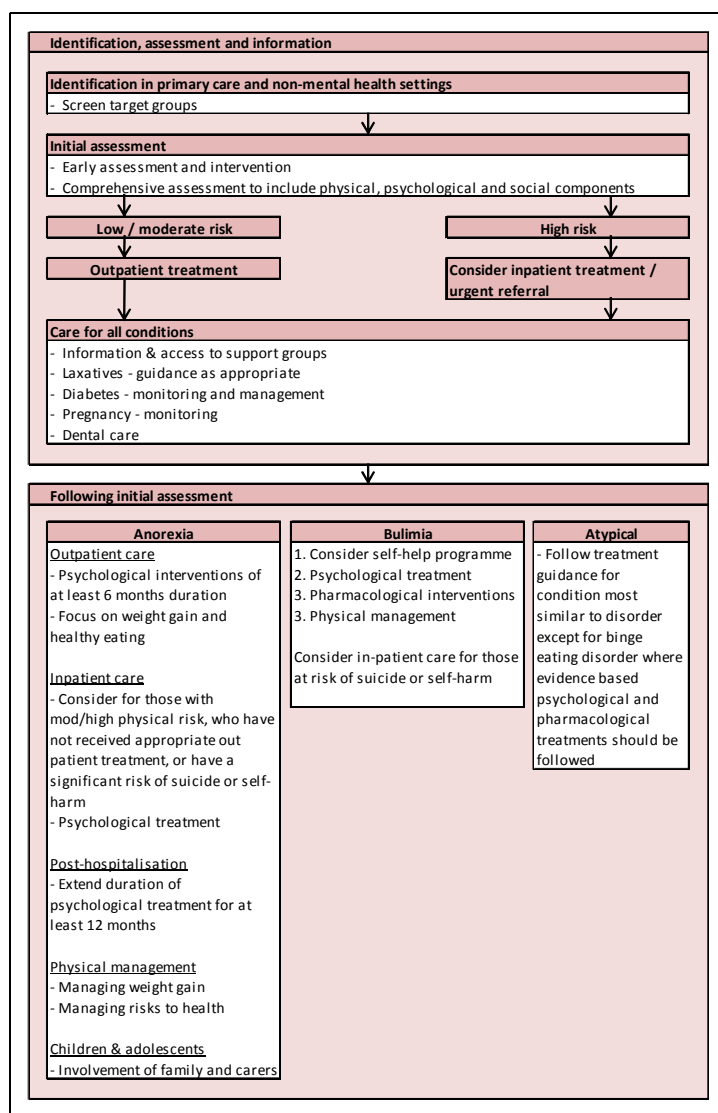 Identification, assessment and information
Identification in primary care and non-mental health settings
- Screen target groups
Initial assessment
- Early assessment and intervention
- Comprehensive assessment to include physical, psychological and social components
Low / moderate risk
High risk
Outpatient treatment
Consider inpatient treatment /
urgent referral
Care for all conditions
- Information & access to support groups
- Laxatives - guidance as appropriate
- Diabetes - monitoring and management
- Pregnancy - monitoring
- Dental care
Following initial assessment
Anorexia
Outpatient care
- Psychological interventions of
at least 6 months duration
- Focus on weight gain and
healthy eating
Inpatient care
- Consider for those with
mod/high physical risk, who have
not received appropriate out
patient treatment, or have a
significant risk of suicide or self-
harm
- Psychological treatment
Post-hospitalisation
- Extend duration of
psychological treatment for at
least 12 months
Physical management
- Managing weight gain
- Managing risks to health
Children & adolescents
- Involvement of family and carers
Bulimia
1. Consider self-help programme
2. Psychological treatment
3. Pharmacological interventions
3. Physical management
Consider in-patient care for those
at risk of suicide or self-harm
Atypical
- Follow treatment
guidance for
condition most
similar to disorder
except for binge
eating disorder where
evidence based
psychological and
pharmacological
treatments should be
followed